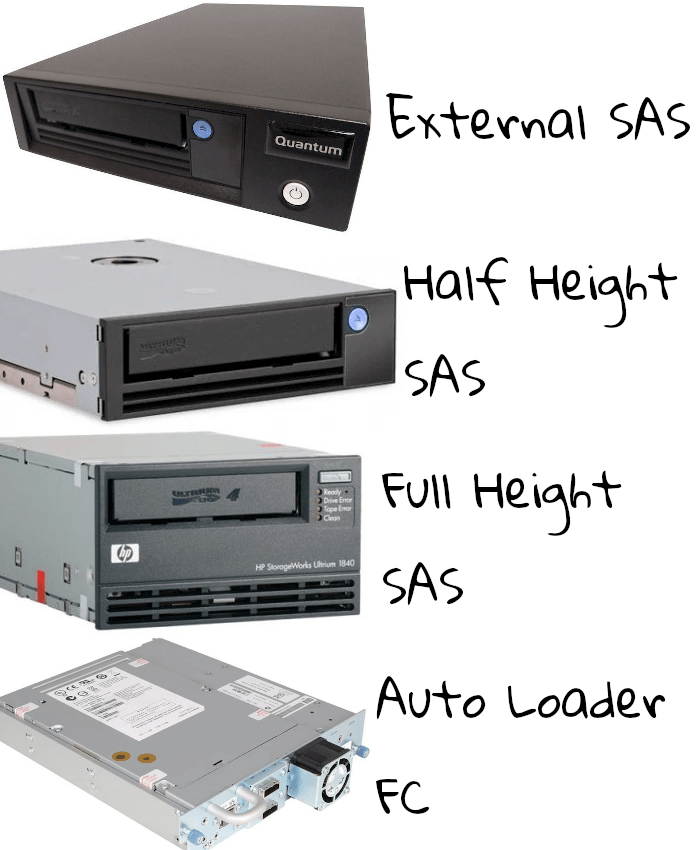 Quantum
External SAS
Half Height
SAS
ULTRIUM
LTO 4
Ready
Drive Error
Tape Error
Clean
hp
HP StorageWorks Ultrium 1840
Full Height
SAS
Auto Loader
FC